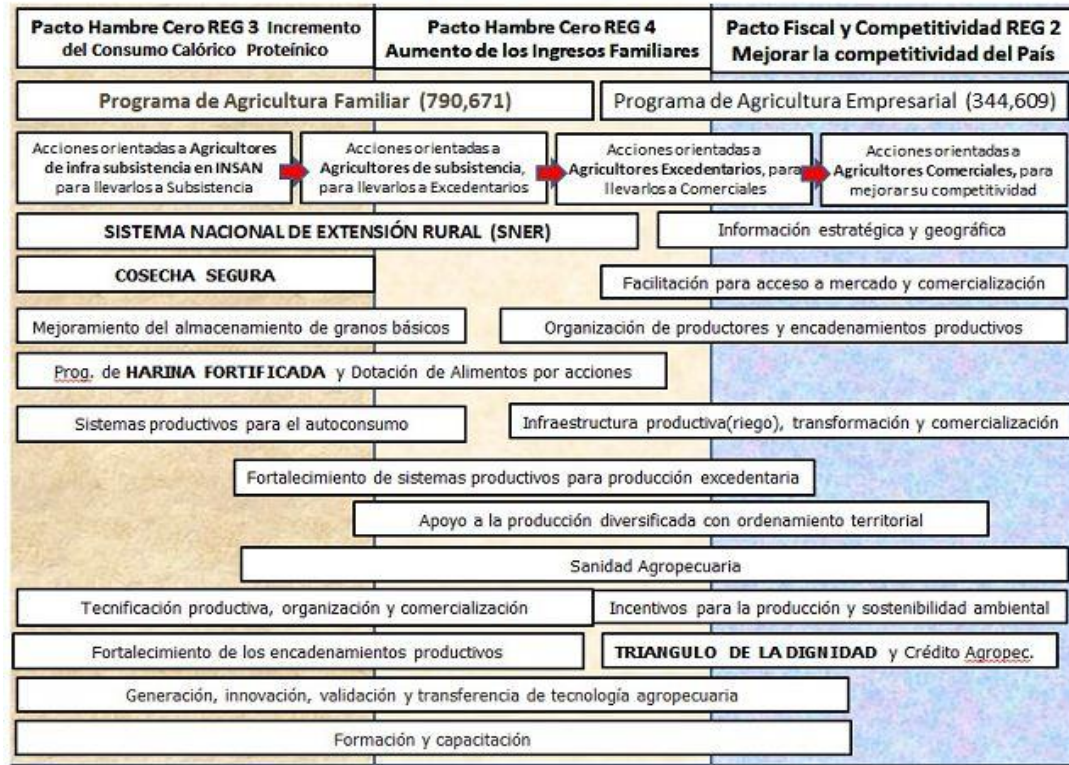 Pacto Hambre Cero REG 3 Incremento
del Consumo Calórico Proteínico
Pacto Hambre Cero REG 4
Aumento de los Ingresos Familiares
Pacto Fiscal y Competitividad REG 2
Mejorar la competitividad del País
Programa de Agricultura Familiar (790,671)
Programa de Agricultura Empresarial (344,609)
Acciones orientadas a Agricultores
de infra subsistencia en INSAN
para llevarlos a Subsistencia
Acciones orientadas a
Agricultores de subsistencia,
para llevarlos a Excedentarios
Acciones orientadas a
Agricultores Excedentarios, para
llevarlos a Comerciales
Acciones orientadas a
Agricultores Comerciales, para
mejorar su competitividad
SISTEMA NACIONAL DE EXTENSIÓN RURAL (SNER)
Información estratégica y geográfica
COSECHA SEGURA
Facilitación para acceso a mercado y comercialización
Mejoramiento del almacenamiento de granos básicos
Organización de productores y encadenamientos productivos
Prog. de HARINA FORTIFICADA y Dotación de Alimentos por acciones
Sistemas productivos para el autoconsumo
Infraestructura productiva(riego), transformación y comercialización
Fortalecimiento de sistemas productivos para producción excedentaria
Apoyo a la producción diversificada con ordenamiento territorial
Sanidad Agropecuaria
Tecnificación productiva, organización y comercialización
Incentivos para la producción y sostenibilidad ambiental
Fortalecimiento de los encadenamientos productivos
TRIANGULO DE LA DIGNIDAD y Crédito Agropec.
Generación, innovación, validación y transferencia de tecnología agropecuaria
Formación y capacitación